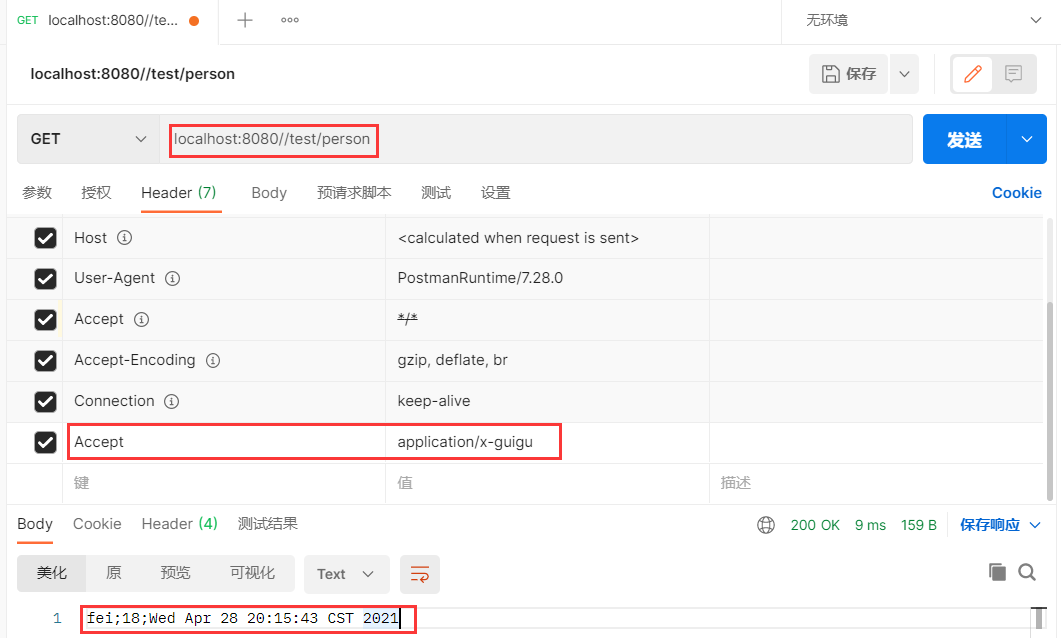 GET localhost:8080//te...
无环境
localhost:8080//test/person
保存
GET localhost:8080//test/person
发送
参数 授权 Header (7) Body 预请求脚本 测试 设置 Cookie
Host <calculated when request is sent>
User-Agent PostmanRuntime/7.28.0
Accept */*
Accept-Encoding gzip, deflate, br
Connection keep-alive
Accept application/x-guigu
键 值 描述
Body Cookie Header (4) 测试结果 200 OK 9 ms 159 B 保存响应
美化 原 预览 可视化 Text
1 fei;18;Wed Apr 28 20:15:43 CST 2021